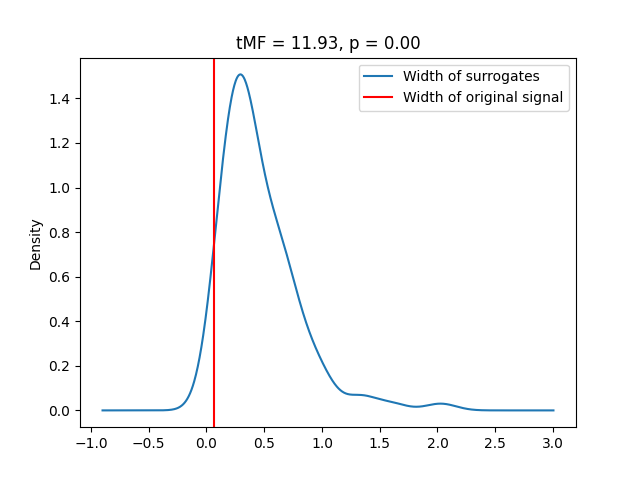 tMF = 11.93, p = 0.00
Width of surrogates
Width of original signal
Density
1.4
1.2
1.0
0.8
0.6
0.4
0.2
0.0
−1.0 −0.5 0.0 0.5 1.0 1.5 2.0 2.5 3.0